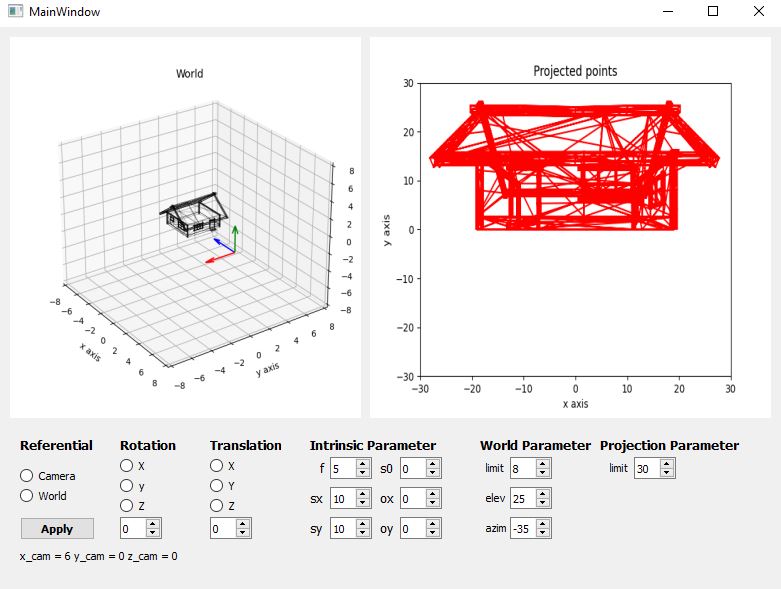 MainWindow
World
8
6
4
2
0
−2
−4
−6
−8
−8
−6
−4
−2
0
2
4
6
8
x axis
−8
−6
−4
−2
0
2
4
6
8
y axis
Projected points
30
20
10
0
−10
−20
−30
y axis
−30 −20 −10 0 10 20 30
x axis
Referential
Camera
World
Apply
x_cam = 6 y_cam = 0 z_cam = 0
Rotation
X
y
Z
0
Translation
X
Y
Z
0
Intrinsic Parameter
f 5 s0 0
sx 10 ox 0
sy 10 oy 0
World Parameter
limit 8
elev 25
azim -35
Projection Parameter
limit 30